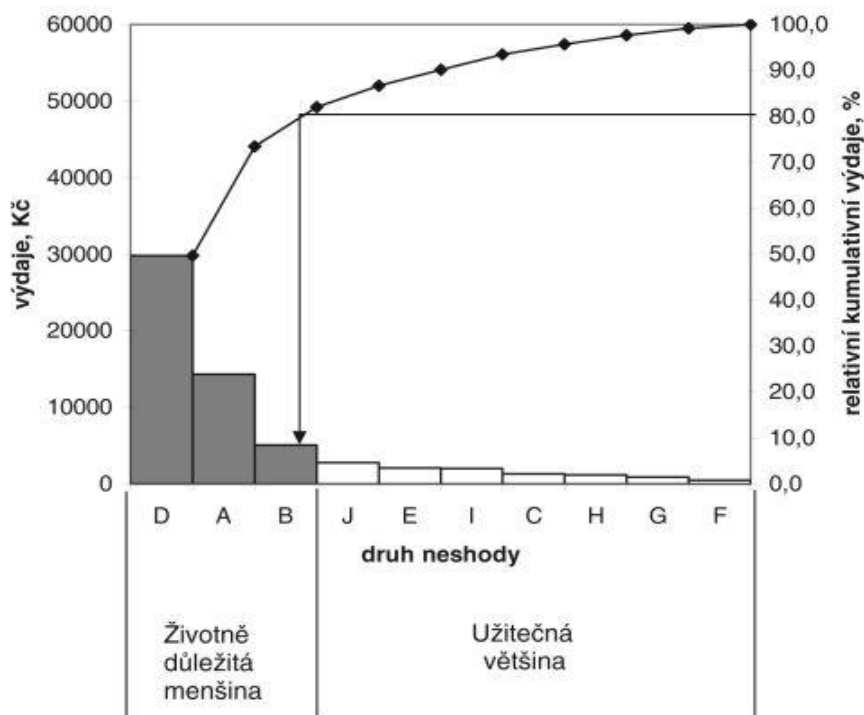 60000
50000
40000
30000
20000
10000
0
výdaje, Kč
100,0
90,0
80,0
70,0
60,0
50,0
40,0
30,0
20,0
10,0
0,0
relativní kumulativní výdaje, %
D A B J E I C H G F
druh neshody
Životně
důležitá
menšina
Užitečná
většina